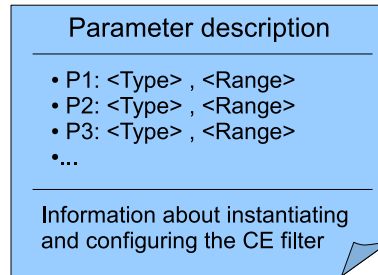 Parameter description
• P1: <Type> , <Range>
• P2: <Type> , <Range>
• P3: <Type> , <Range>
•...
Information about instantiating
and configuring the CE filter